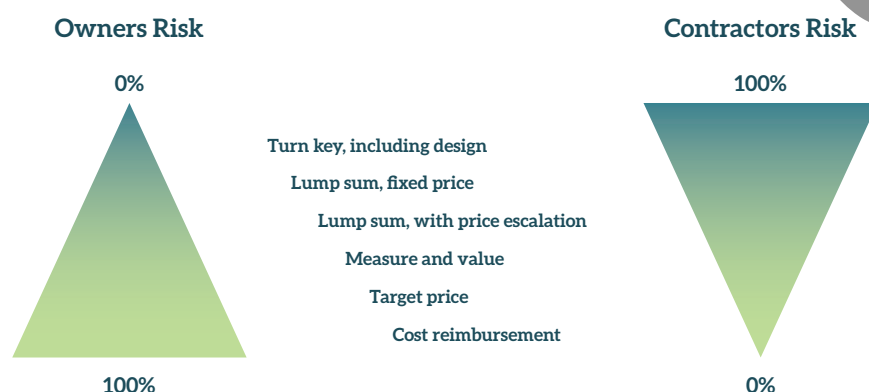 Owners Risk
Contractors Risk
0%
100%
Turn key, including design
Lump sum, fixed price
Lump sum, with price escalation
Measure and value
Target price
Cost reimbursement
100%
0%